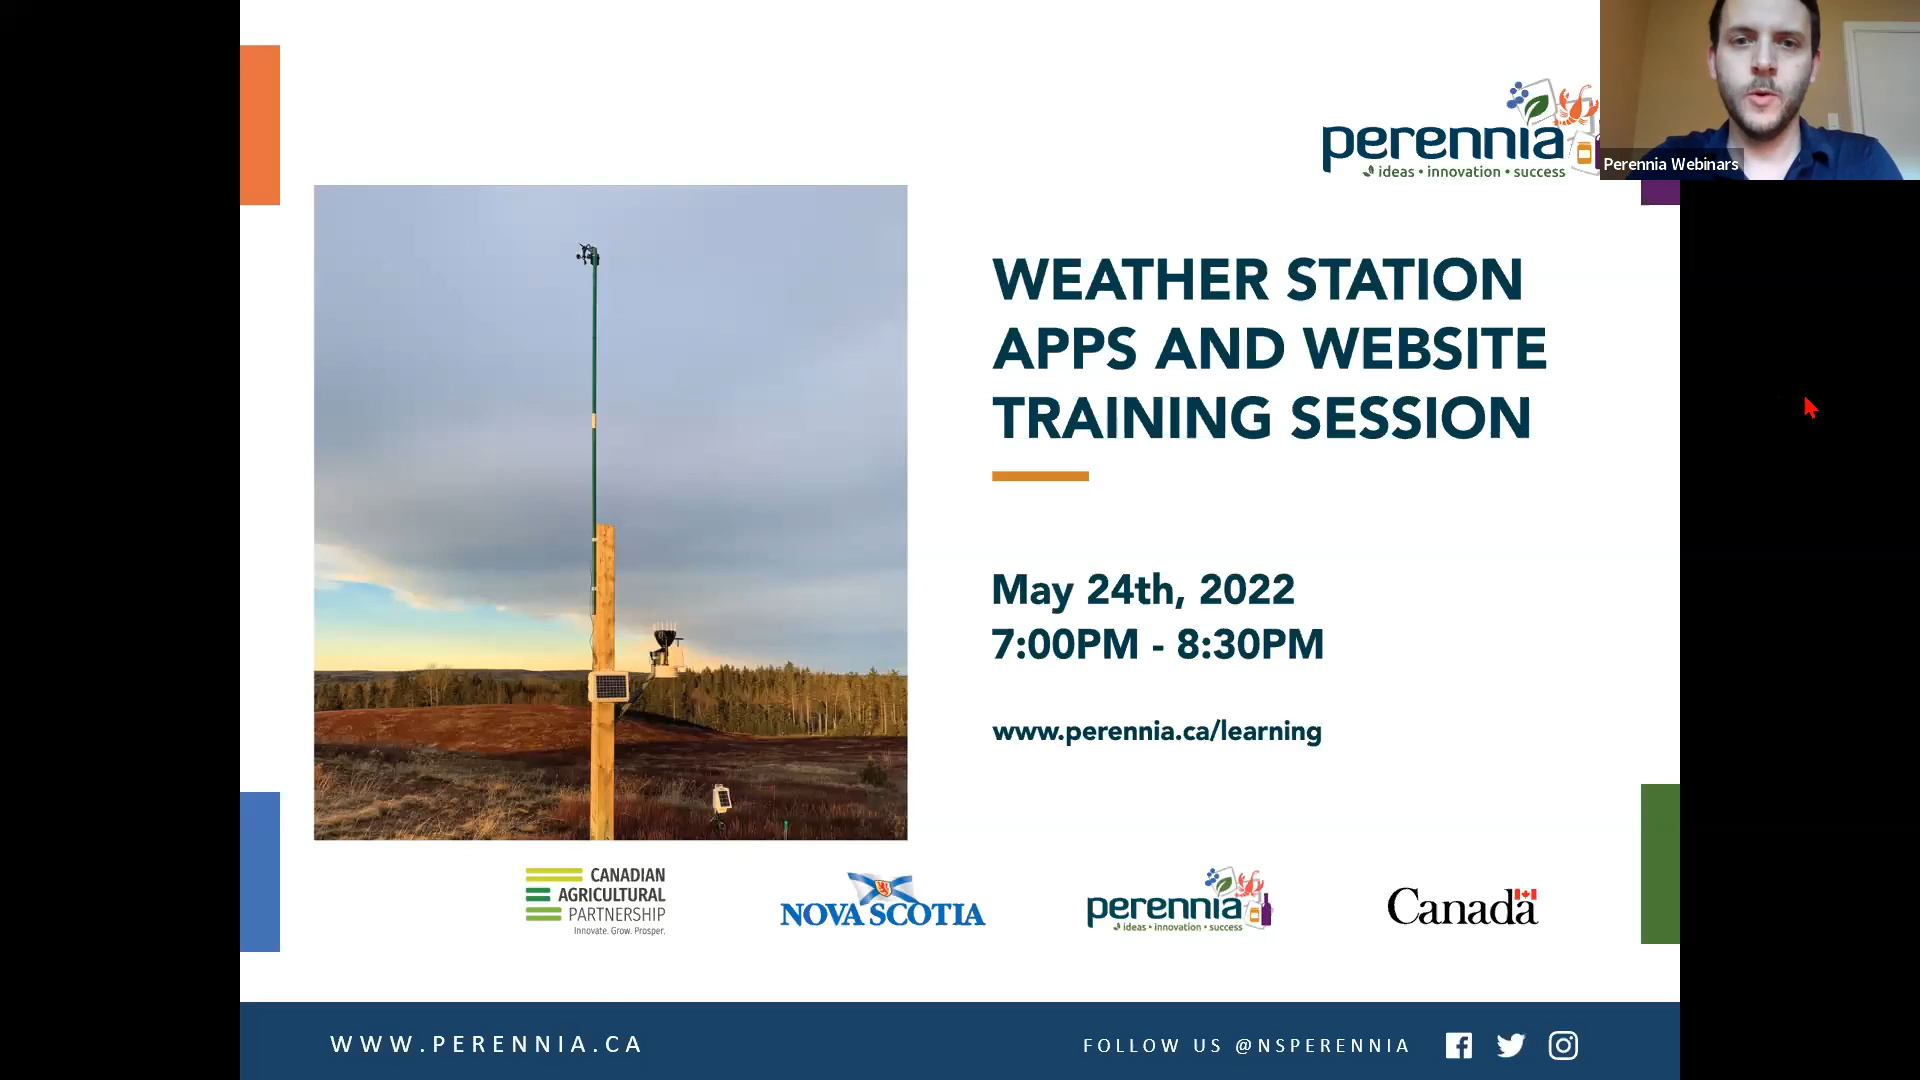 perennia
ideas • innovation • success
Perennia Webinars
WEATHER STATION
APPS AND WEBSITE
TRAINING SESSION
May 24th, 2022
7:00PM - 8:30PM
www.perennia.ca/learning
CANADIAN
AGRICULTURAL
PARTNERSHIP
Innovate. Grow. Prosper.
NOVA SCOTIA
perennia
ideas • innovation • success
Canada
WWW.PERENNIA.CA
FOLLOW US @NSPERENNIA